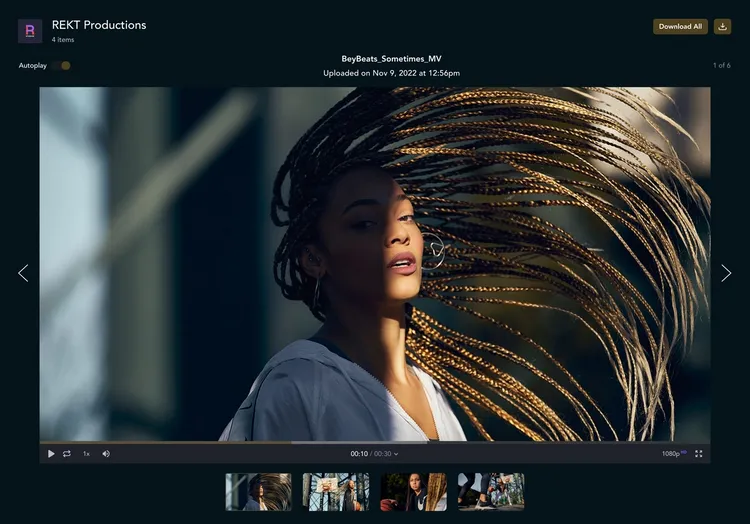 REKT Productions
4 items
Download All
Autoplay
BeyBeats_Sometimes_MV
Uploaded on Nov 9, 2022 at 12:56pm
1 of 6
1x
00:10 / 00:30
1080p